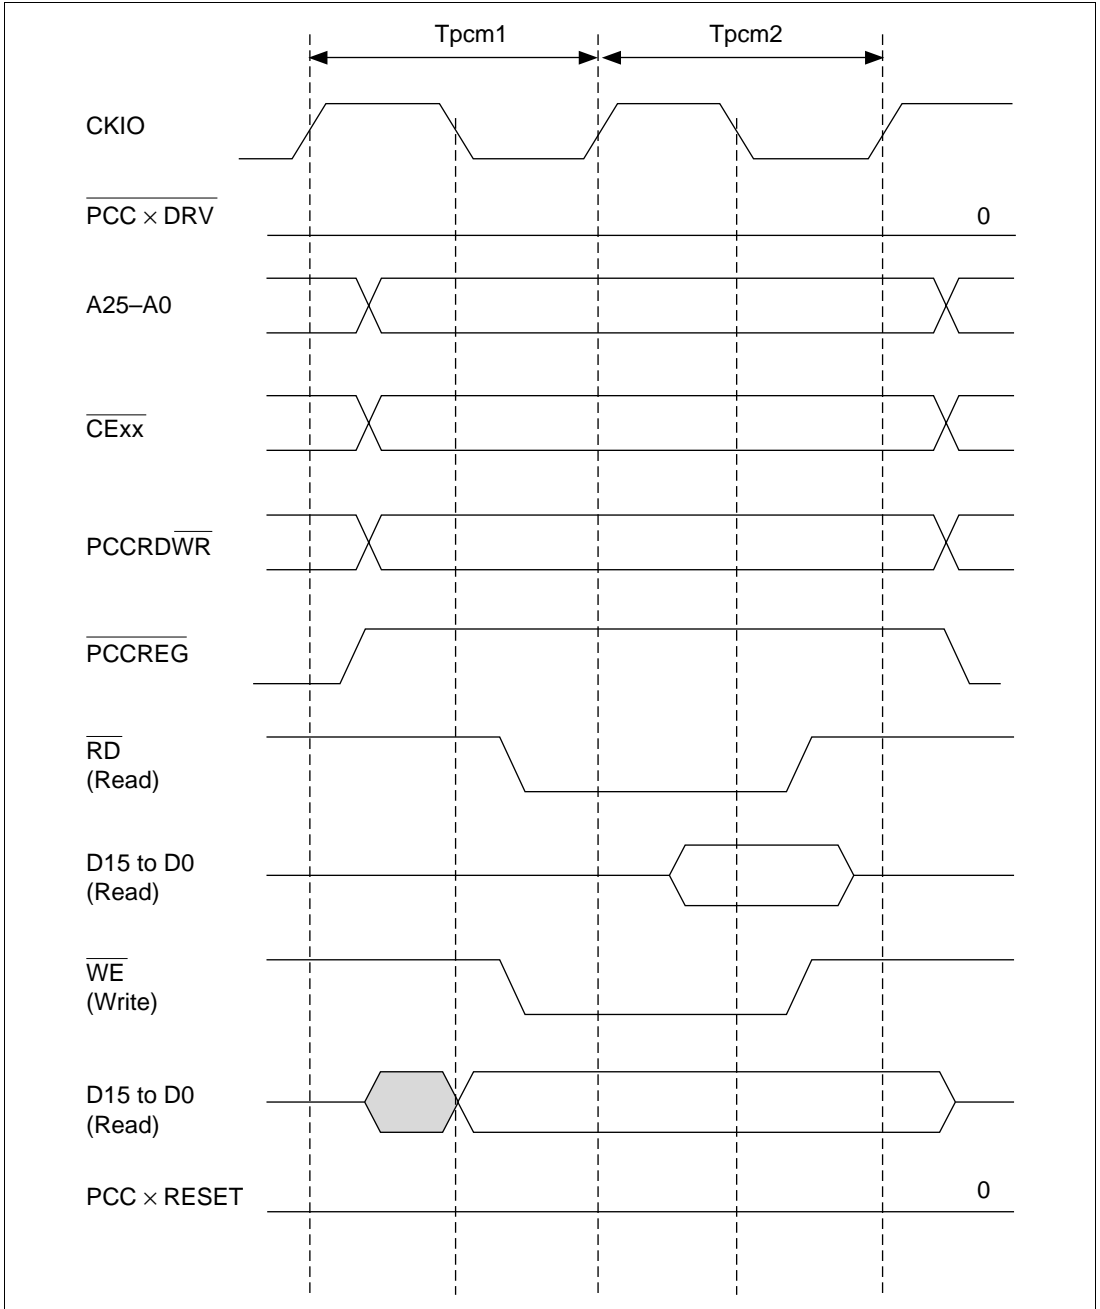 Tpcm1 Tpcm2
CKIO
PCC × DRV 0
A25–A0
CExx
PCCRDWR
PCCREG
RD
(Read)
D15 to D0
(Read)
WE
(Write)
D15 to D0
(Read)
PCC × RESET 0